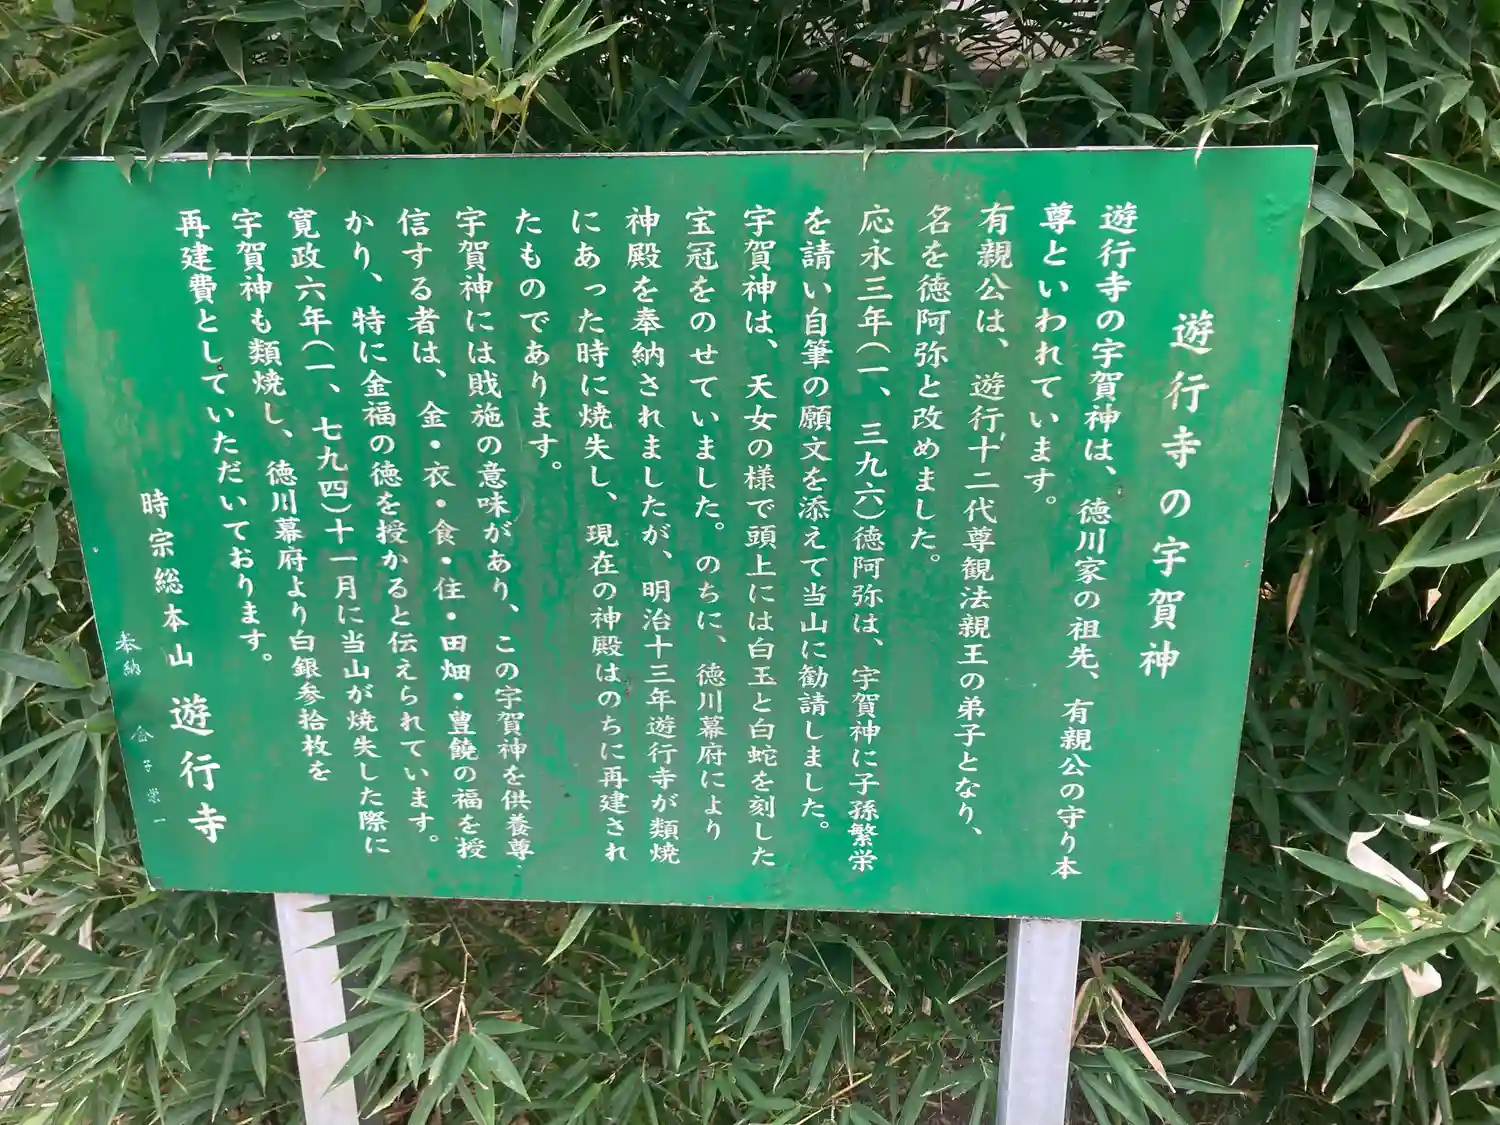 遊行寺の宇賀神
遊行寺の宇賀神は、徳川家の祖先、有親公の守り本
尊といわれています。
有親公は、遊行十二代尊観法親王の弟子となり、
名を徳阿弥と改めました。
応永三年(一、三九六)徳阿弥は、宇賀神に子孫繁栄
を請い自筆の願文を添えて当山に勧請しました。
宇賀神は、天女の様で頭上には白玉と白蛇を刻した
宝冠をのせていました。のちに、徳川幕府により
神殿を奉納されましたが、明治十三年遊行寺が類焼
にあった時に焼失し、現在の神殿はのちに再建され
たものであります。
宇賀神には戝施の意味があり、この宇賀神を供養尊
信する者は、金・衣・食・住・田畑・豊饒の福を授
かり、特に金福の徳を授かると伝えられています。
寛政六年(一、七九四)十一月に当山が焼失した際に
宇賀神も類焼し、徳川幕府より白銀参拾枚を
再建費としていただいております。
時宗総本山 遊行寺
奉納 金子栄一